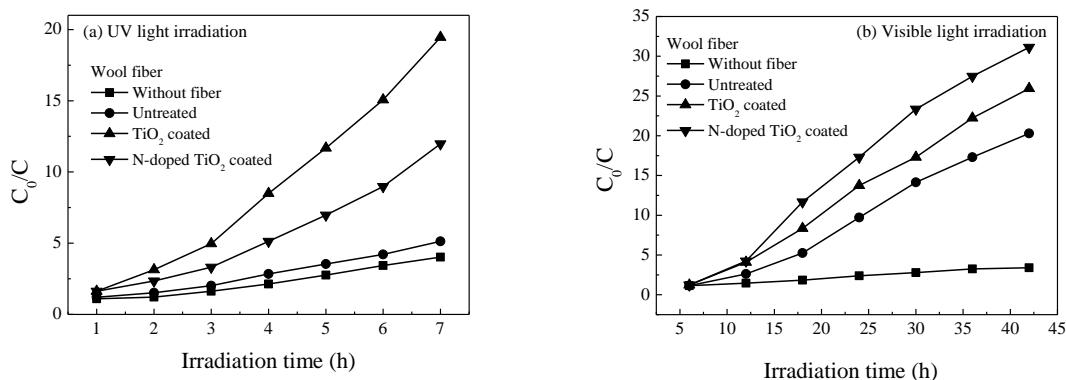 (a) UV light irradiation
Wool fiber
Without fiber
Untreated
TiO₂ coated
N-doped TiO₂ coated
C₀/C
20
15
10
5
0
1 2 3 4 5 6 7
Irradiation time (h)
(b) Visible light irradiation
Wool fiber
Without fiber
Untreated
TiO₂ coated
N-doped TiO₂ coated
C₀/C
35
30
25
20
15
10
5
0
5 10 15 20 25 30 35 40 45
Irradiation time (h)